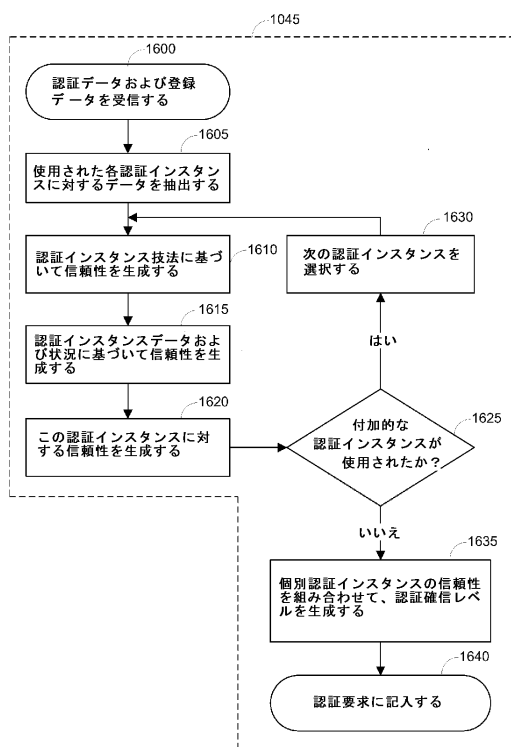 1045
1600
認証データおよび登録
データを受信する
1605
使用された各認証インスタン
スに対するデータを抽出する
1610
認証インスタンス技法に基づ
いて信頼性を生成する
1615
認証インスタンスデータおよ
び状況に基づいて信頼性を生
成する
1620
この認証インスタンスに対
する信頼性を生成する
1625
付加的な
認証インスタンスが
使用されたか？
はい
1630
次の認証インスタンスを
選択する
いいえ
1635
個別認証インスタンスの信頼性
を組み合わせて、認証確信レ
ベルを生成する
1640
認証要求に記入する